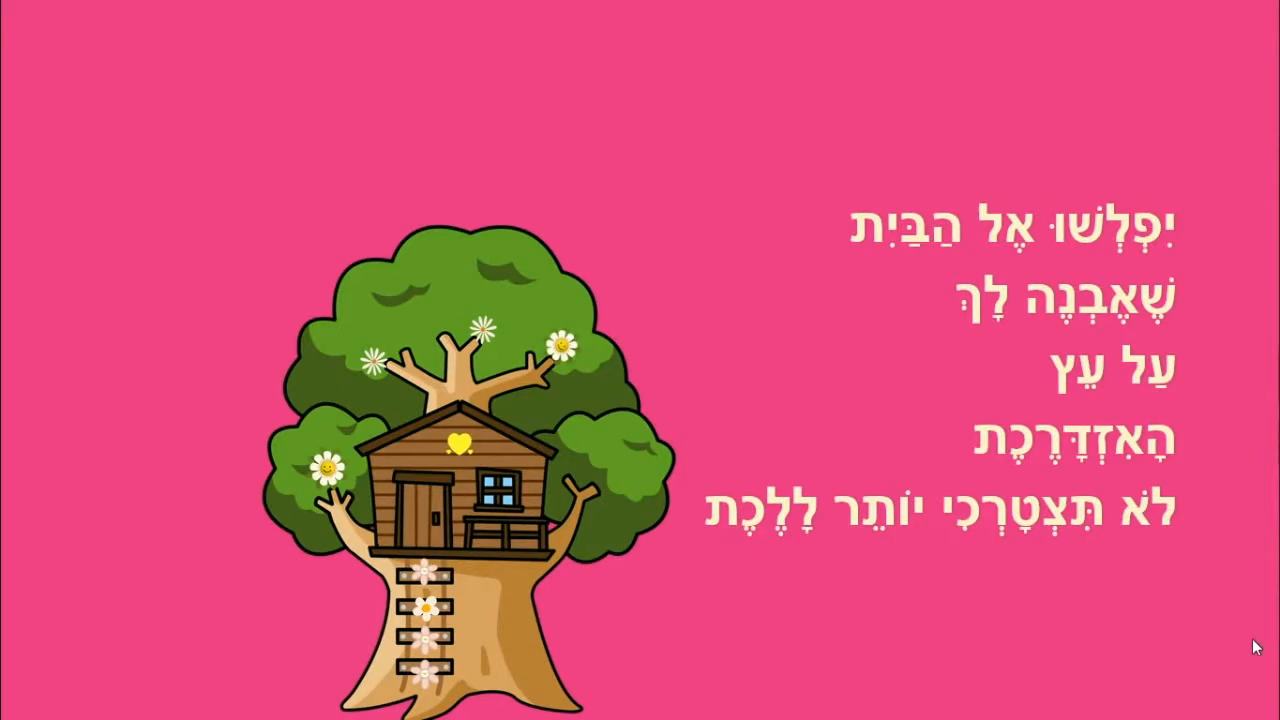 יִפְלְשׁוּ אֶל הַבַּיִת
שֶׁאֶבְנֶה לָךְ
עַל עֵץ
הָאִזְדָּרֶכֶת
לֹא תִּצְטָרְכִי יוֹתֵר לָלֶכֶת